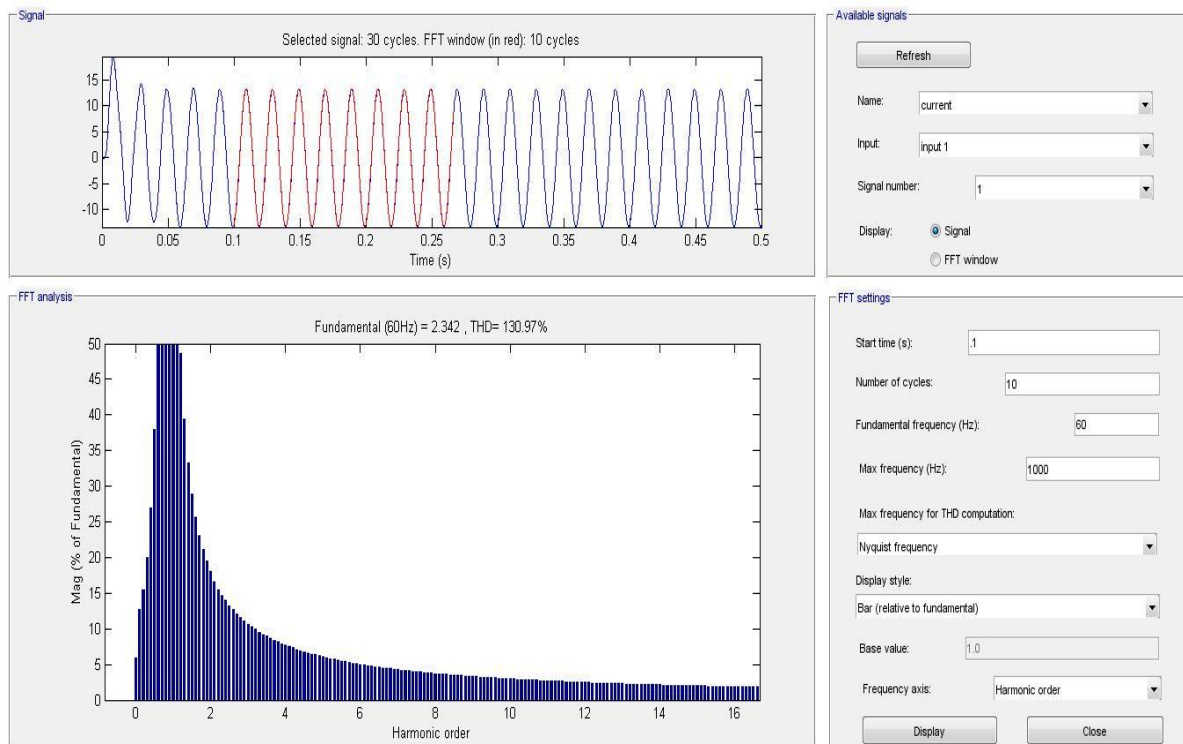 Signal
Selected signal: 30 cycles. FFT window (in red): 10 cycles
15
10
5
0
-5
-10
0 0.05 0.1 0.15 0.2 0.25 0.3 0.35 0.4 0.45 0.5
Time (s)
Available signals
Refresh
Name: current
Input: input 1
Signal number: 1
Display: Signal
FFT window
FFT analysis
Fundamental (60Hz) = 2.342 , THD= 130.97%
50
45
40
35
30
25
20
15
10
5
0
Mag (% of Fundamental)
0 2 4 6 8 10 12 14 16
Harmonic order
FFT settings
Start time (s): .1
Number of cycles: 10
Fundamental frequency (Hz): 60
Max frequency (Hz): 1000
Max frequency for THD computation:
Nyquist frequency
Display style:
Bar (relative to fundamental)
Base value: 1.0
Frequency axis: Harmonic order
Display Close